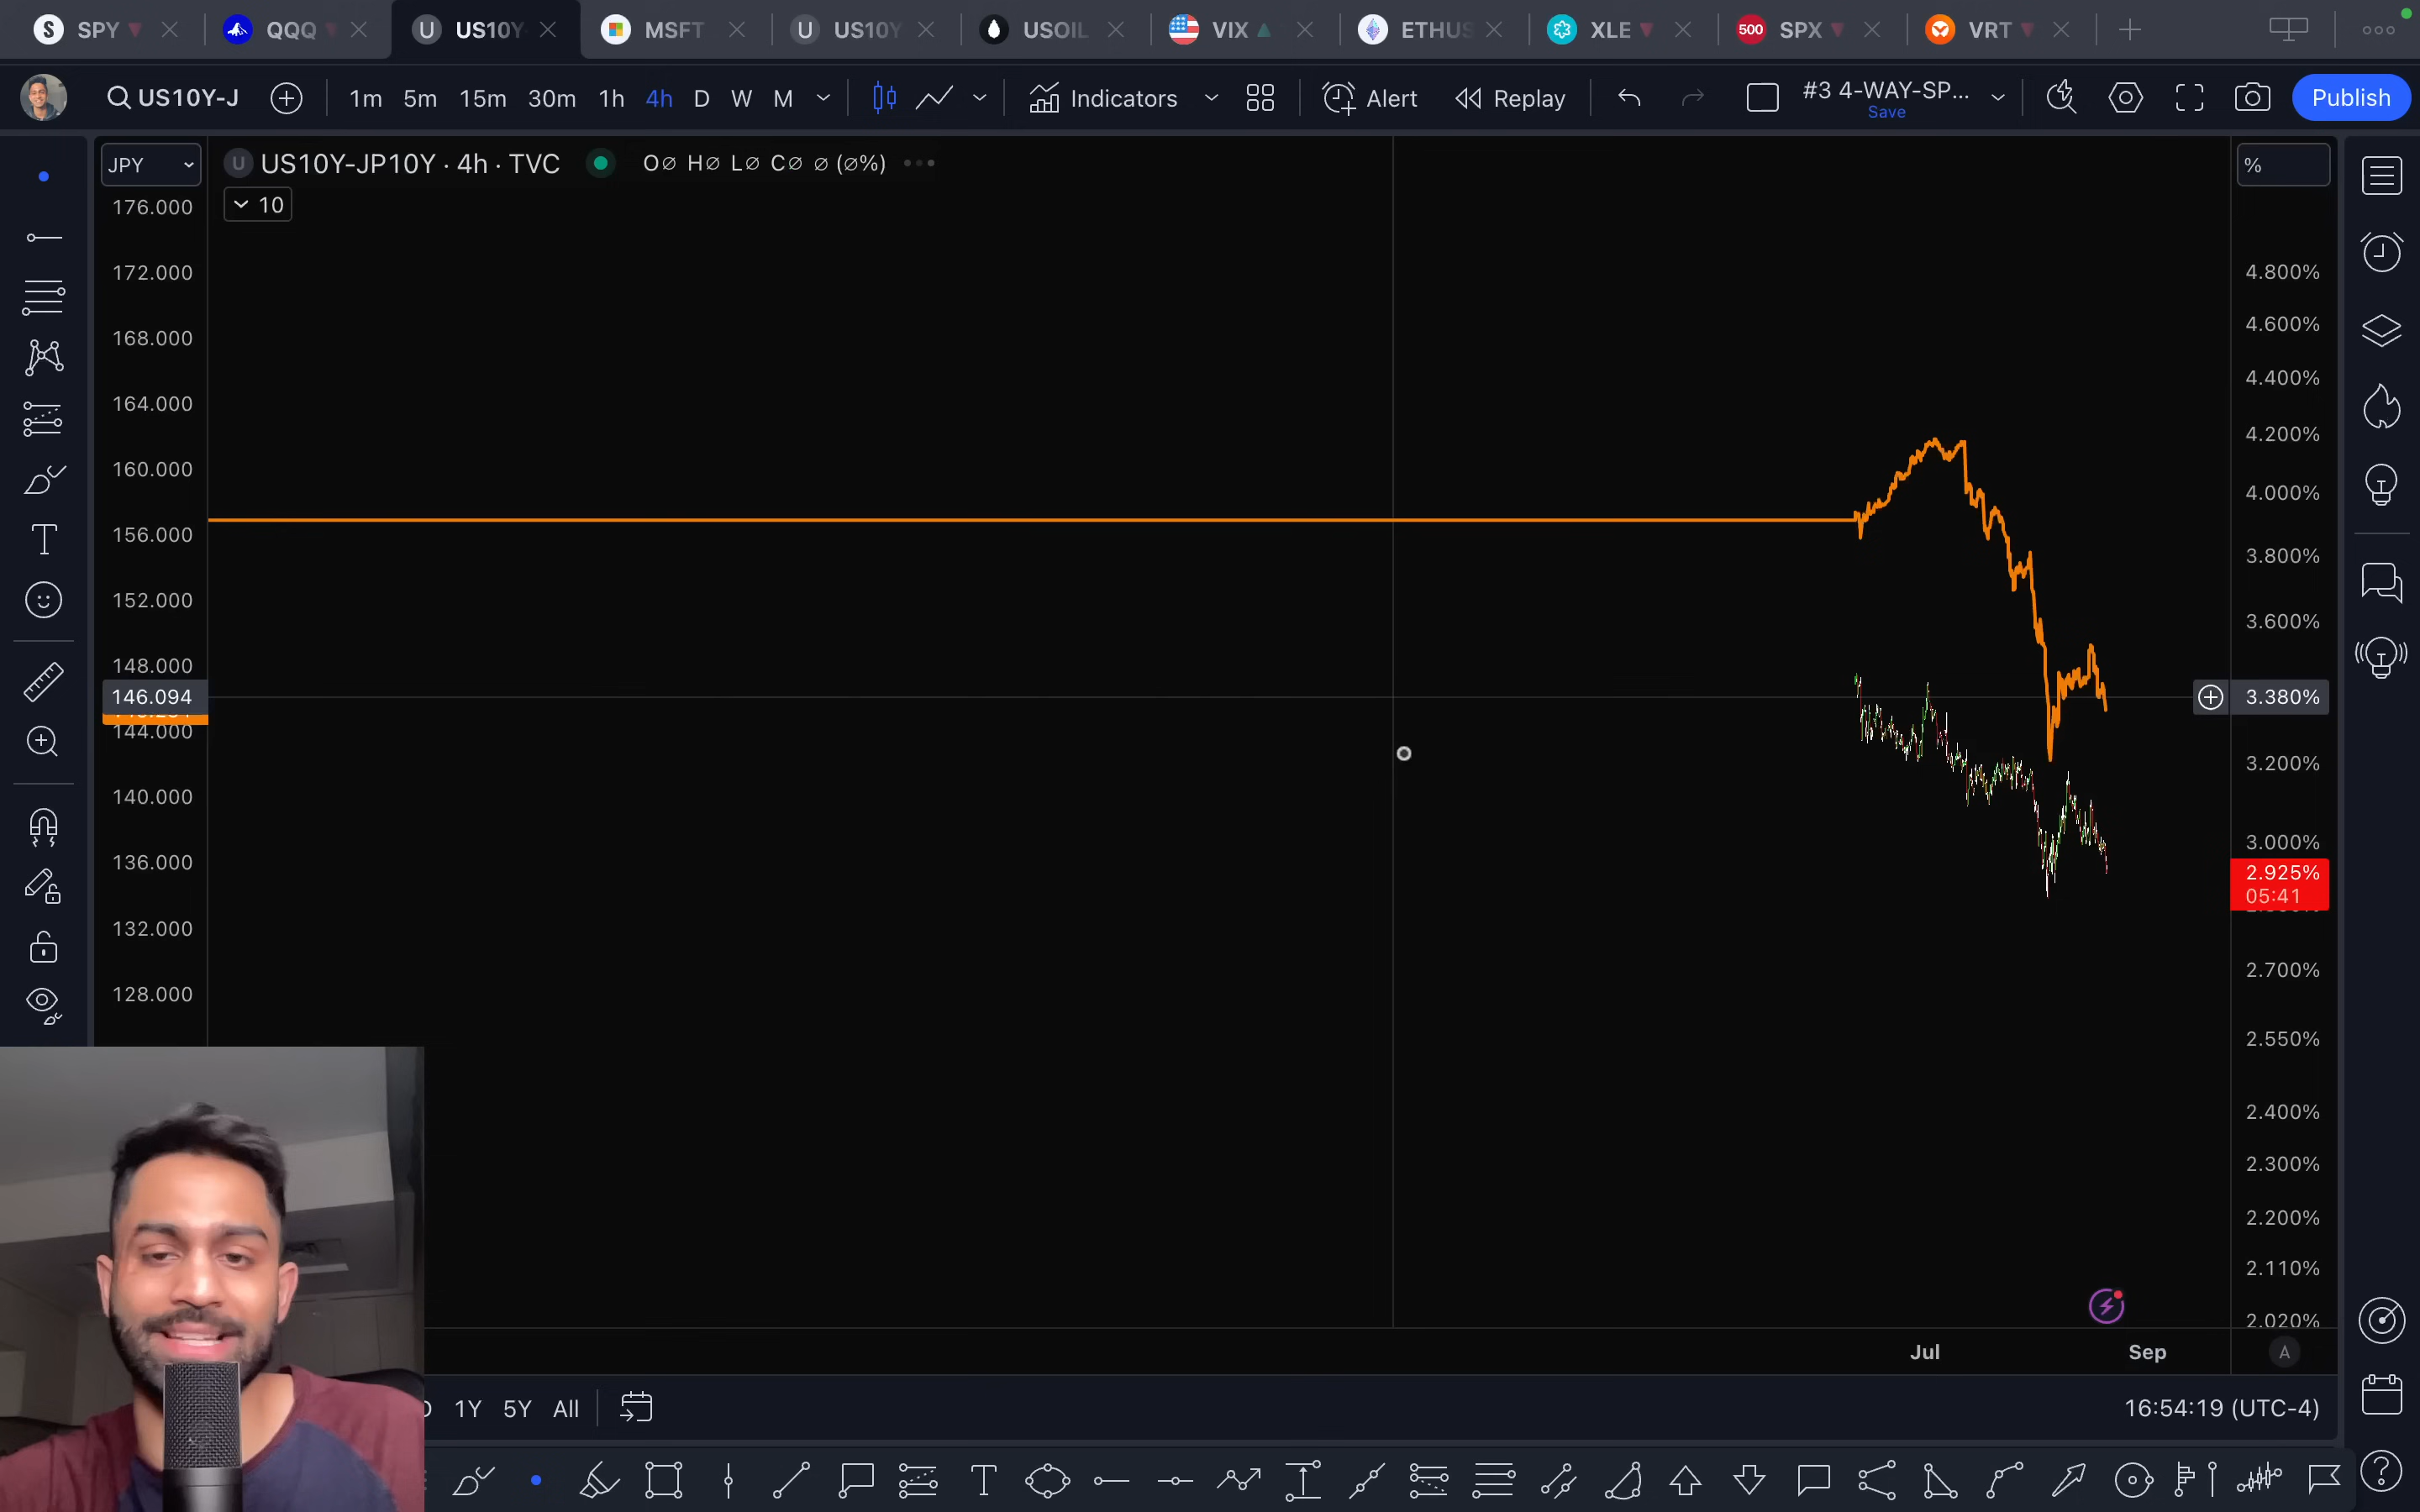 SPY
QQQ
US10Y
MSFT
US10Y
USOIL
VIX
ETHUS
XLE
500 SPX
VRT
US10Y-J
1m 5m 15m 30m 1h 4h D W M
Indicators
Alert
Replay
#3 4-WAY-SP...
Save
Publish
JPY
U US10Y-JP10Y · 4h · TVC
O∅ H∅ L∅ C∅ ∅ (∅%)
10
%
176.000
172.000
168.000
164.000
160.000
156.000
152.000
148.000
146.094
144.000
140.000
136.000
132.000
128.000
4.800%
4.600%
4.400%
4.200%
4.000%
3.800%
3.600%
3.380%
3.200%
3.000%
2.925%
05:41
2.700%
2.550%
2.400%
2.300%
2.200%
2.110%
2.020%
Jul
Sep
A
1Y 5Y All
16:54:19 (UTC-4)